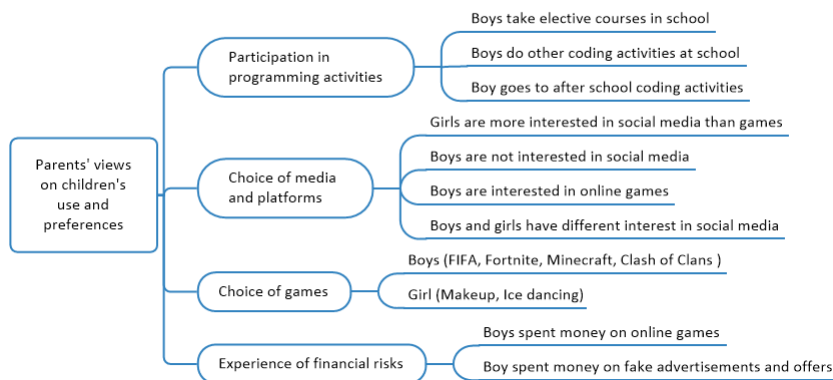 Parents' views
on children's
use and
preferences
Participation in
programming activities
Boys take elective courses in school
Boys do other coding activities at school
Boy goes to after school coding activities
Choice of media
and platforms
Girls are more interested in social media than games
Boys are not interested in social media
Boys are interested in online games
Boys and girls have different interest in social media
Choice of games
Boys (FIFA, Fortnite, Minecraft, Clash of Clans )
Girl (Makeup, Ice dancing)
Experience of financial risks
Boys spent money on online games
Boy spent money on fake advertisements and offers